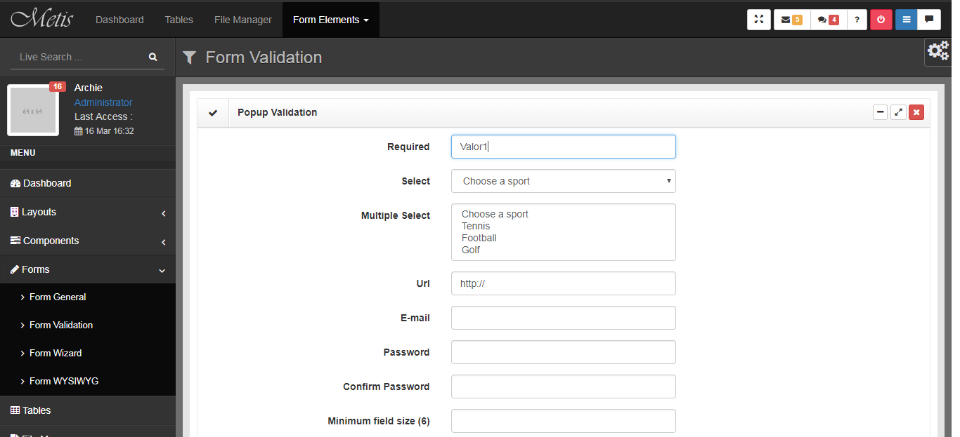 Metis Dashboard Tables File Manager Form Elements
5 4 ?
Live Search ...
Form Validation
16
Archie
Administrator
Last Access :
16 Mar 16:32
MENU
Dashboard
Layouts
Components
Forms
Form General
Form Validation
Form Wizard
Form WYSIWYG
Tables
Popup Validation
Required Valor1
Select Choose a sport
Multiple Select Choose a sport
Tennis
Football
Golf
Url http://
E-mail
Password
Confirm Password
Minimum field size (6)